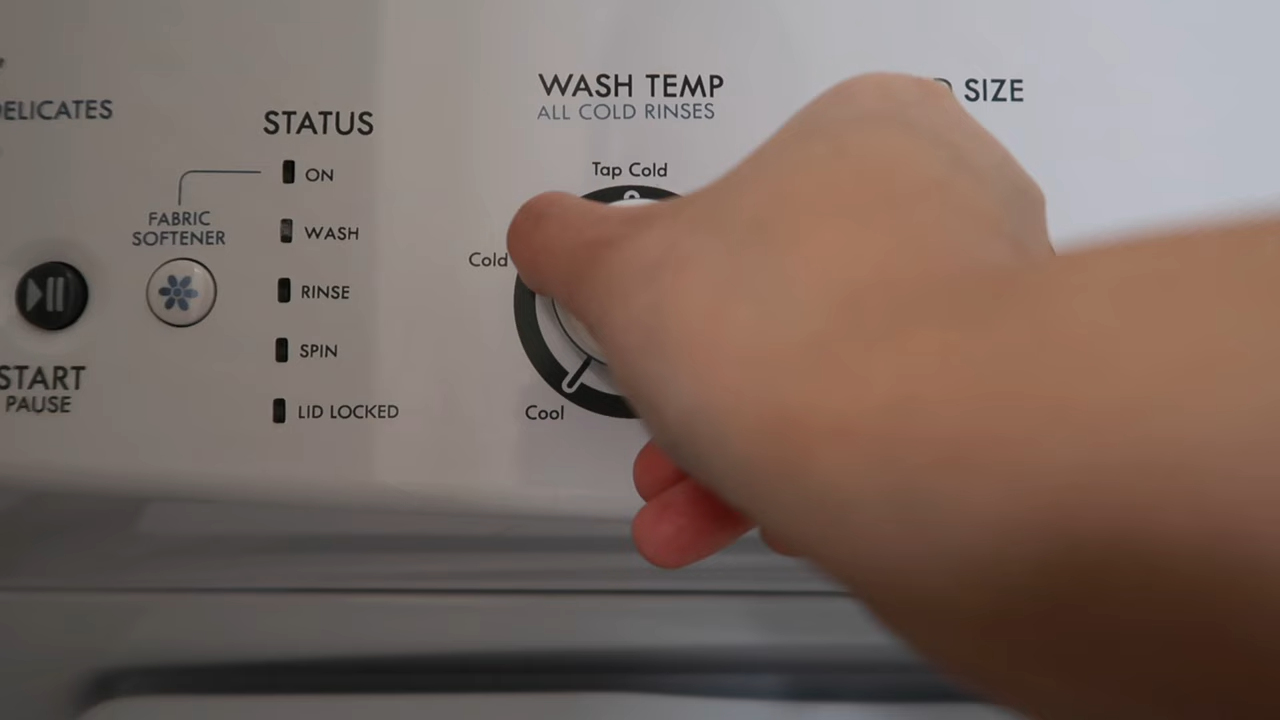 DELICATES
START
PAUSE
FABRIC
SOFTENER
STATUS
ON
WASH
RINSE
SPIN
LID LOCKED
WASH TEMP
ALL COLD RINSES
Tap Cold
Cold
Cool
SIZE